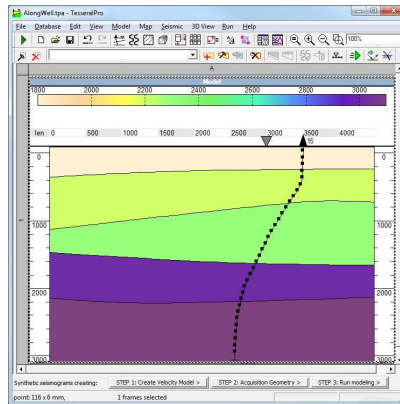 AlongWell.tpa - TesseralPro
File Database Edit View Model Map Seismic 3D View Run Help
100%
A
Model
1800 2000 2200 2400 2600 2800 3000
len 0 500 1000 1500 2000 2500 3000 3500 4000
15
0 0
1000 1000
2000 2000
3000 3000
Synthetic seismograms creating: STEP 1: Create Velocity Model > STEP 2: Acquisition Geometry > STEP 3: Run modeling >
point: 116 x 6 mm, 1 frames selected